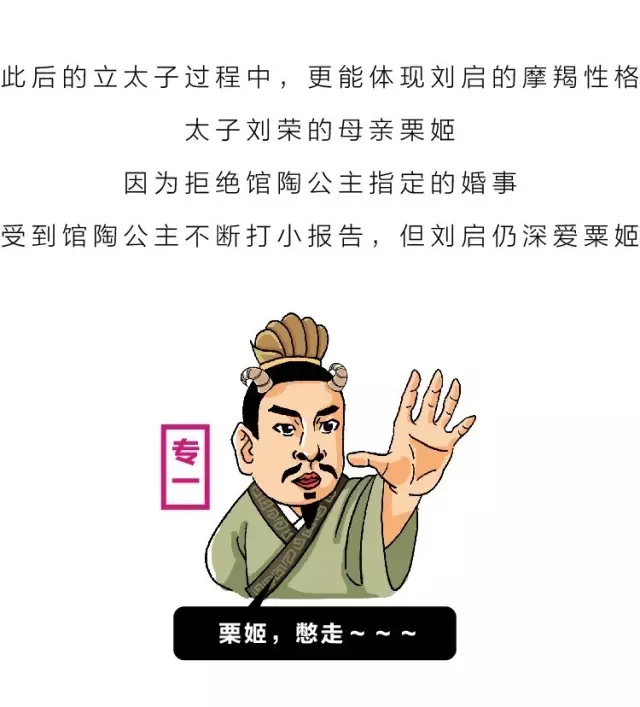 此后的立太子过程中，更能体现刘启的摩羯性格
太子刘荣的母亲栗姬
因为拒绝馆陶公主指定的婚事
受到馆陶公主不断打小报告，但刘启仍深爱粟姬
专一
栗姬，憋走～～～